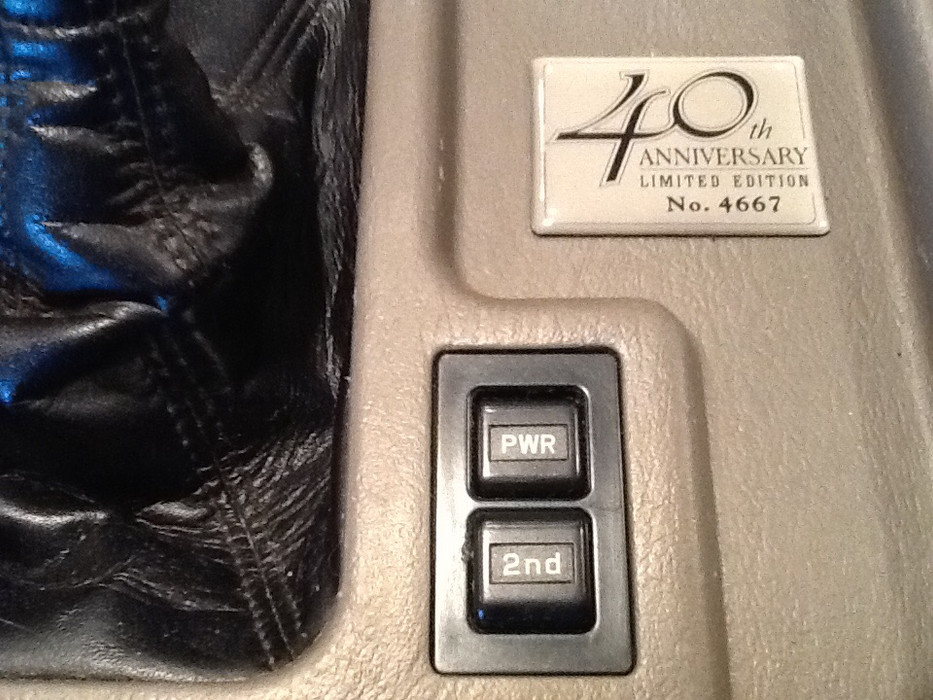 40th
ANNIVERSARY
LIMITED EDITION
No. 4667
PWR
2nd